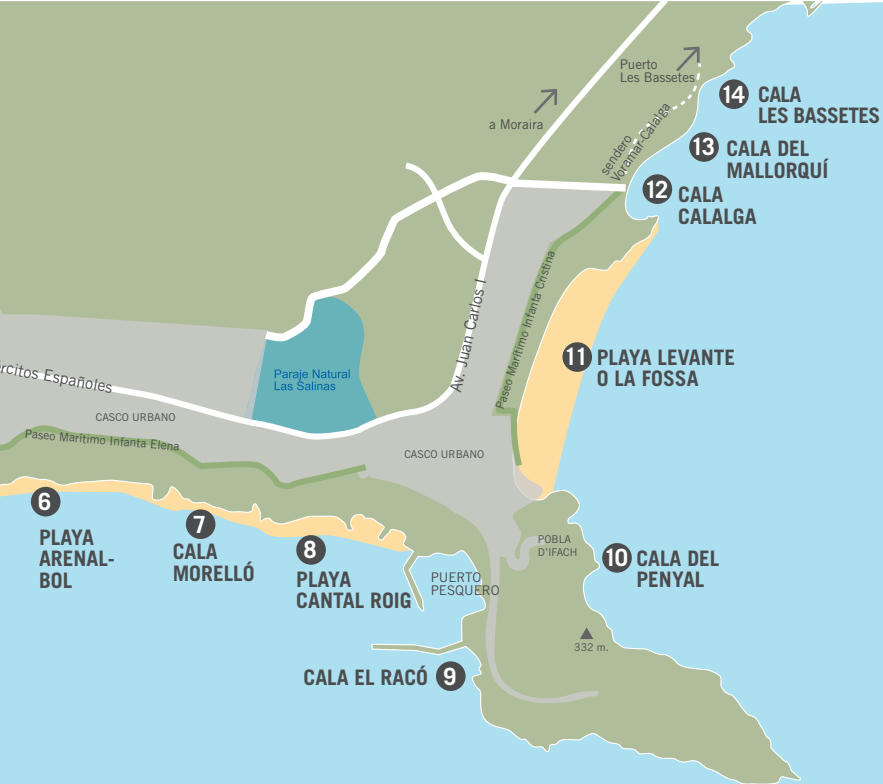 Puerto
Les Bassetes
a Moraira
sendero
Voramar-Calalga
14 CALA
LES BASSETES
13 CALA DEL
MALLORQUÍ
12 CALA
CALALGA
Av. Juan Carlos I
Paseo Marítimo Infanta Cristina
11 PLAYA LEVANTE
O LA FOSSA
Paraje Natural
Las Salinas
ércitos Españoles
CASCO URBANO
Paseo Marítimo Infanta Elena
CASCO URBANO
6
PLAYA
ARENAL-
BOL
7
CALA
MORELLÓ
8
PLAYA
CANTAL ROIG
PUERTO
PESQUERO
POBLA
D'IFACH
10 CALA DEL
PENYAL
332 m.
CALA EL RACÓ 9